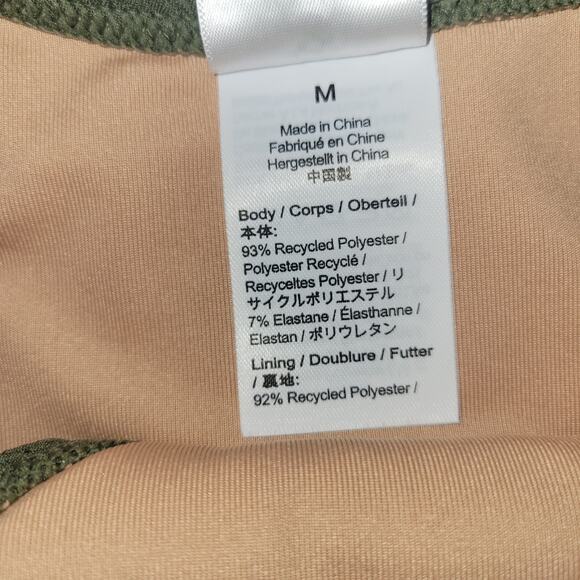 M
Made in China
Fabriqué en Chine
Hergestellt in China
中国製
Body / Corps / Oberteil /
本体:
93% Recycled Polyester /
Polyester Recyclé /
Recyceltes Polyester / リ
サイクルポリエステル
7% Elastane / Élasthanne /
Elastan / ポリウレタン
Lining / Doublure / Futter
/ 裏地:
92% Recycled Polyester /